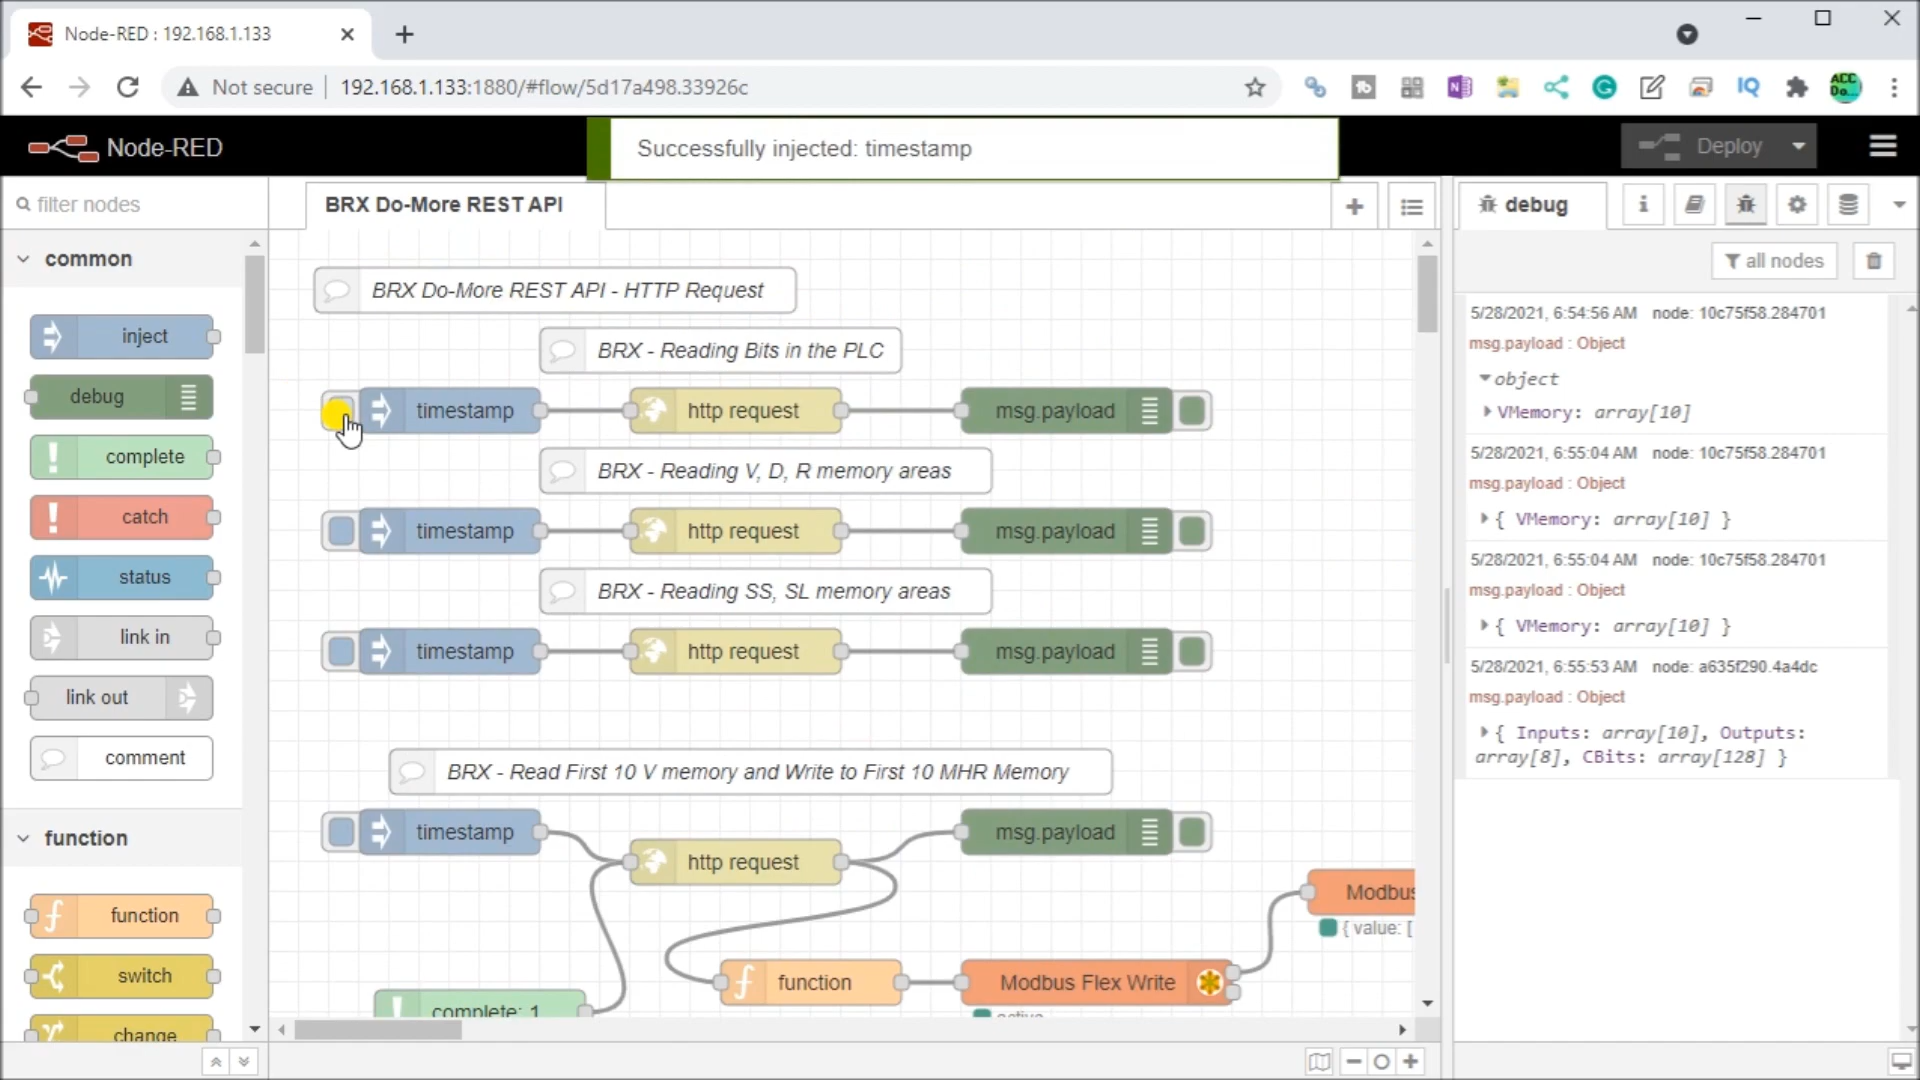 Node-RED : 192.168.1.133
Not secure
192.168.1.133:1880/#flow/5d17a498.33926c
ACC
Do...
Node-RED
Successfully injected: timestamp
Deploy
filter nodes
BRX Do-More REST API
debug
all nodes
common
inject
debug
complete
catch
status
link in
link out
comment
function
function
switch
change
BRX Do-More REST API - HTTP Request
BRX - Reading Bits in the PLC
timestamp
http request
msg.payload
BRX - Reading V, D, R memory areas
timestamp
http request
msg.payload
BRX - Reading SS, SL memory areas
timestamp
http request
msg.payload
BRX - Read First 10 V memory and Write to First 10 MHR Memory
timestamp
http request
msg.payload
Modbus
{ value: [
function
Modbus Flex Write
active
complete: 1
5/28/2021, 6:54:56 AM node: 10c75f58.284701
msg.payload : Object
object
VMemory: array[10]
5/28/2021, 6:55:04 AM node: 10c75f58.284701
msg.payload : Object
{ VMemory: array[10] }
5/28/2021, 6:55:04 AM node: 10c75f58.284701
msg.payload : Object
{ VMemory: array[10] }
5/28/2021, 6:55:53 AM node: a635f290.4a4dc
msg.payload : Object
{ Inputs: array[10], Outputs:
array[8], CBits: array[128] }